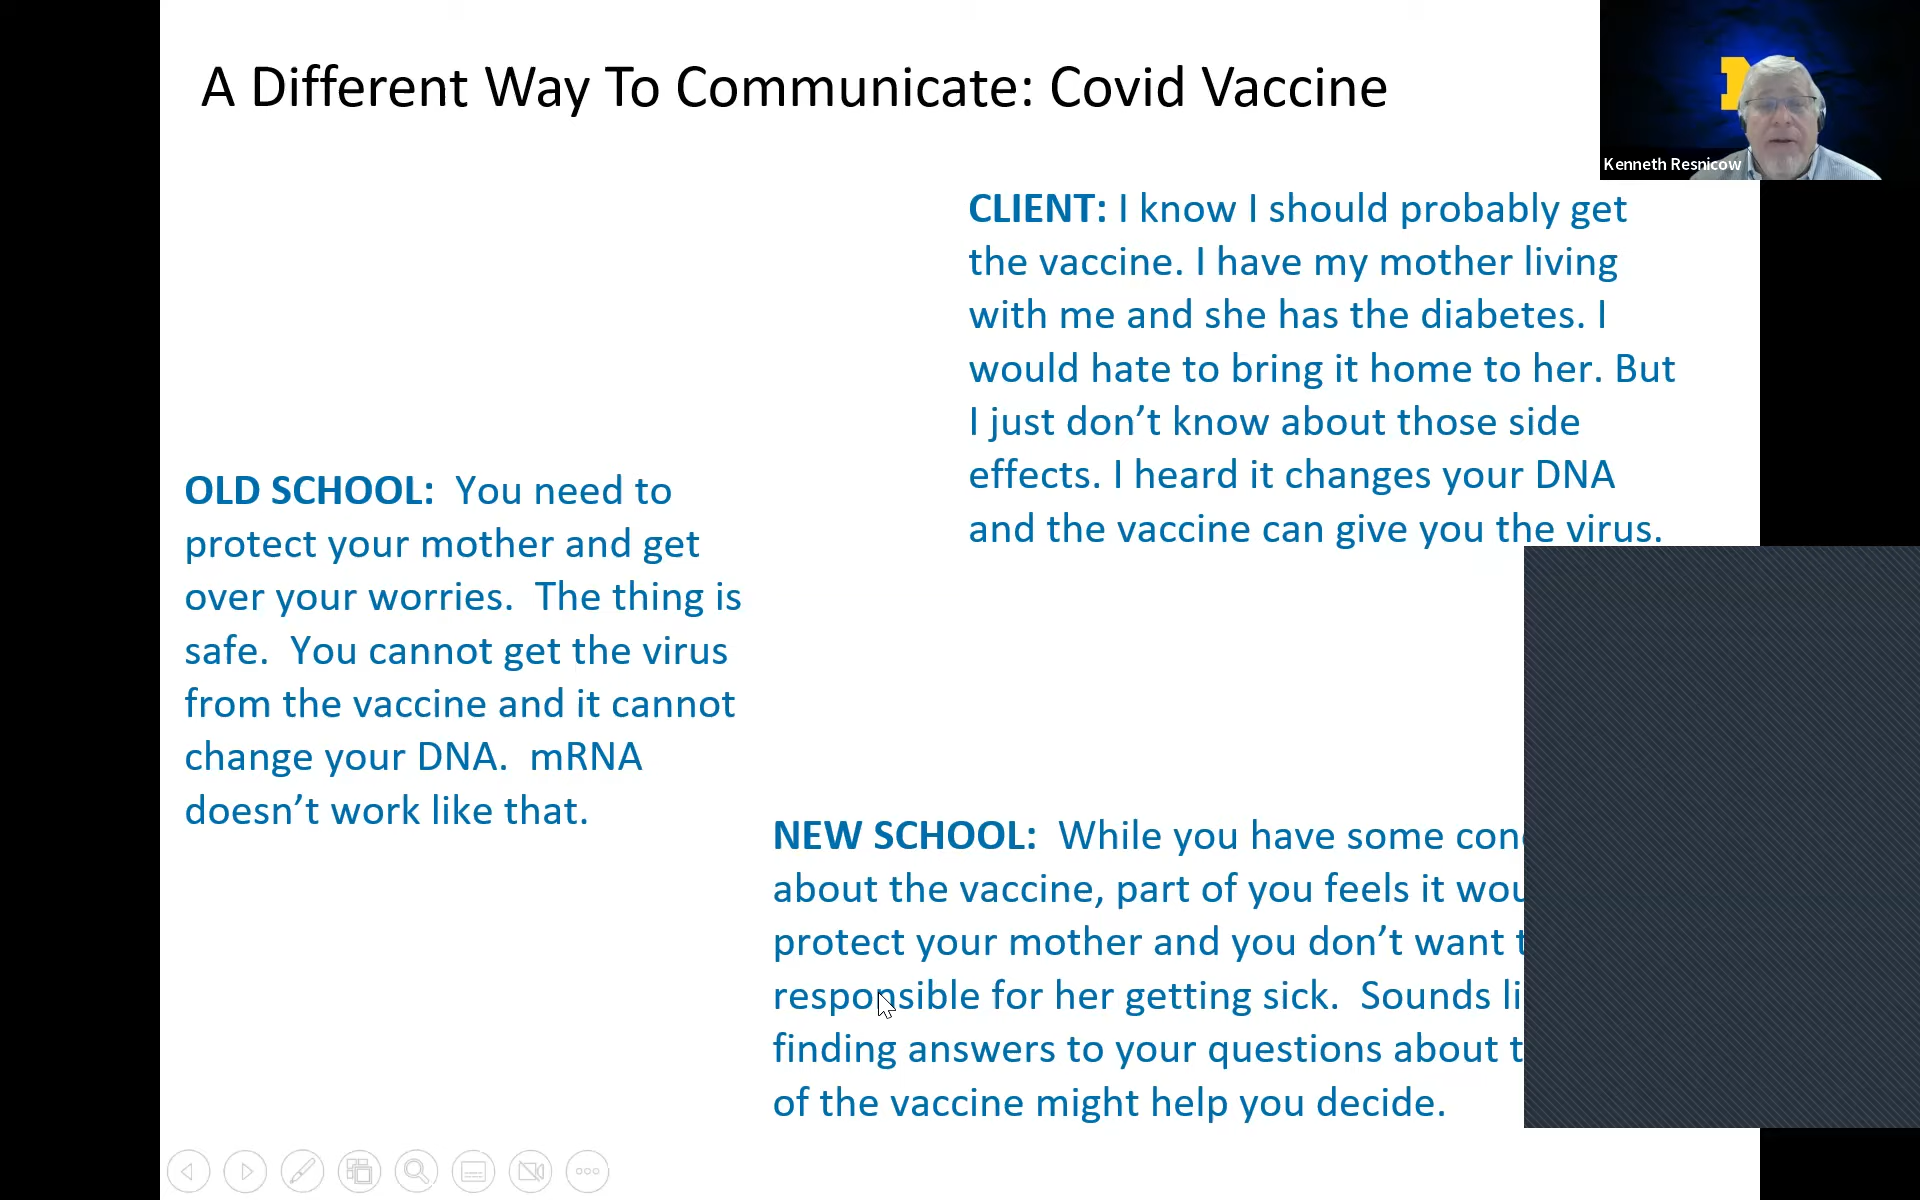 A Different Way To Communicate: Covid Vaccine
Kenneth Resnicow
CLIENT: I know I should probably get
the vaccine. I have my mother living
with me and she has the diabetes. I
would hate to bring it home to her. But
I just don’t know about those side
effects. I heard it changes your DNA
and the vaccine can give you the virus.
OLD SCHOOL: You need to
protect your mother and get
over your worries. The thing is
safe. You cannot get the virus
from the vaccine and it cannot
change your DNA. mRNA
doesn’t work like that.
NEW SCHOOL: While you have some
about the vaccine, part of you feels it
protect your mother and you don’t want
responsible for her getting sick. Sounds
finding answers to your questions about
of the vaccine might help you decide.